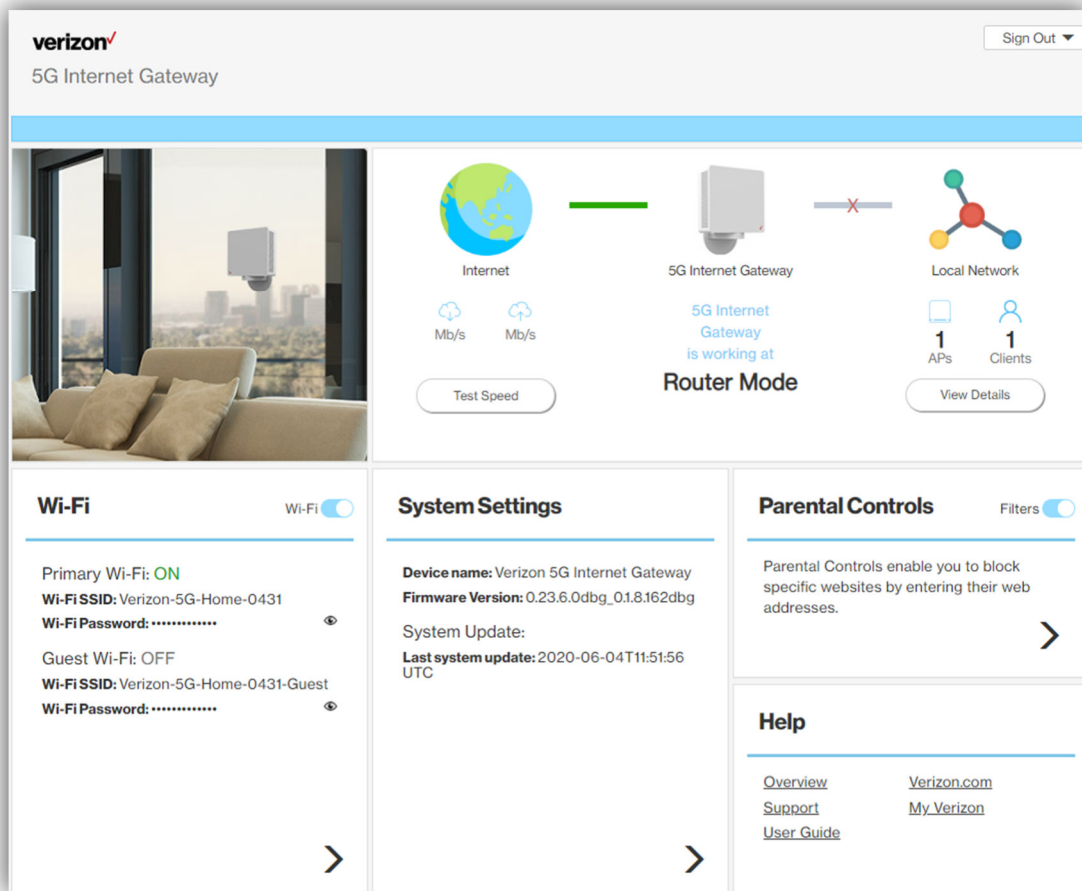 verizon✓
Sign Out
5G Internet Gateway
X
Internet
5G Internet Gateway
Local Network
Mb/s
Mb/s
5G Internet
Gateway
is working at
Router Mode
1
APs
1
Clients
Test Speed
View Details
Wi-Fi
Wi-Fi
Primary Wi-Fi: ON
Wi-Fi SSID: Verizon-5G-Home-0431
Wi-Fi Password: •••••••••••••
Guest Wi-Fi: OFF
Wi-Fi SSID: Verizon-5G-Home-0431-Guest
Wi-Fi Password: •••••••••••••
System Settings
Device name: Verizon 5G Internet Gateway
Firmware Version: 0.23.6.0dbg_0.1.8.162dbg
System Update:
Last system update: 2020-06-04T11:51:56
UTC
Parental Controls
Filters
Parental Controls enable you to block
specific websites by entering their web
addresses.
Help
Overview
Verizon.com
Support
My Verizon
User Guide